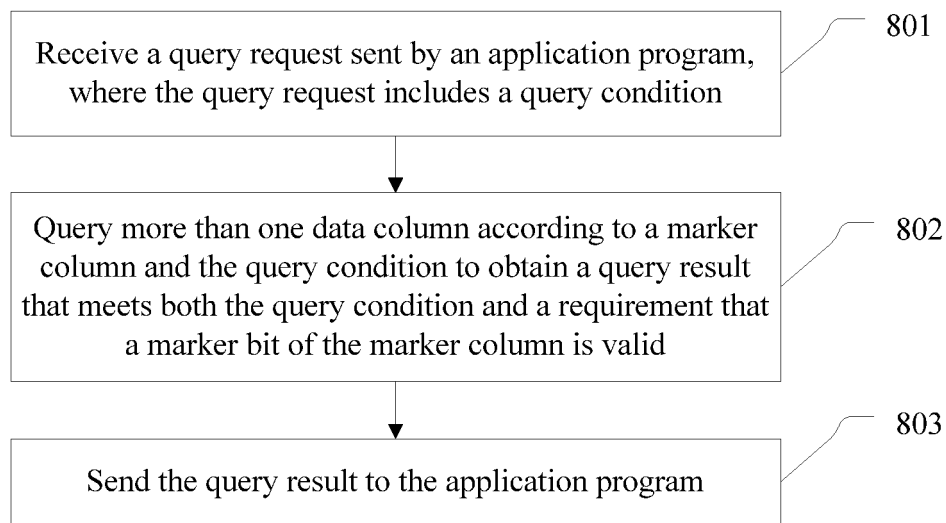 801
Receive a query request sent by an application program,
where the query request includes a query condition
802
Query more than one data column according to a marker
column and the query condition to obtain a query result
that meets both the query condition and a requirement that
a marker bit of the marker column is valid
803
Send the query result to the application program